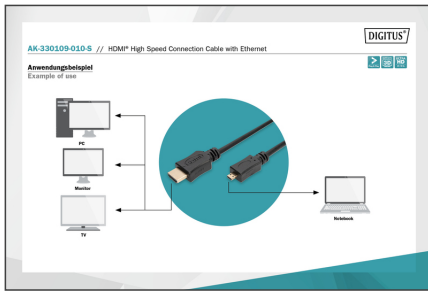 DIGITUS®
AK-330109-010-S // HDMI® High Speed Connection Cable with Ethernet
Anwendungsbeispiel
Example of use
PC
Monitor
TV
Notebook